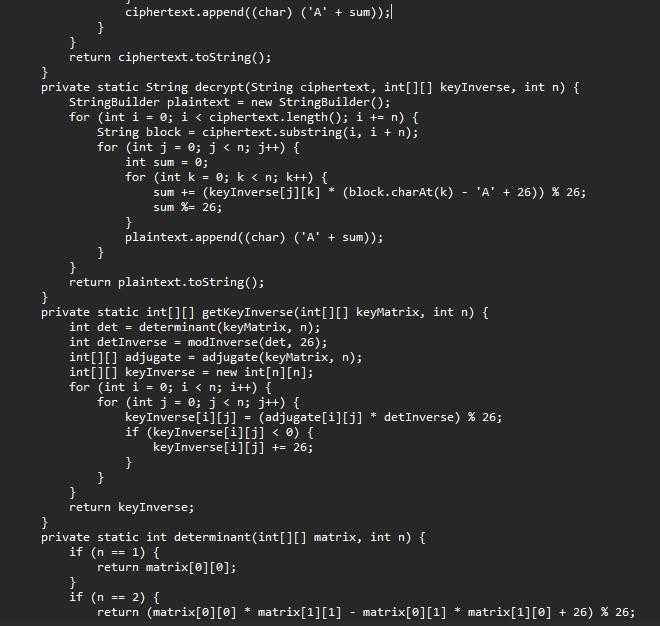 ciphertext.append((char) ('A' + sum));
}
}
return ciphertext.toString();
}
private static String decrypt(String ciphertext, int[][] keyInverse, int n) {
StringBuilder plaintext = new StringBuilder();
for (int i = 0; i < ciphertext.length(); i += n) {
String block = ciphertext.substring(i, i + n);
for (int j = 0; j < n; j++) {
int sum = 0;
for (int k = 0; k < n; k++) {
sum += (keyInverse[j][k] * (block.charAt(k) - 'A' + 26)) % 26;
sum %= 26;
}
plaintext.append((char) ('A' + sum));
}
}
return plaintext.toString();
}
private static int[][] getKeyInverse(int[][] keyMatrix, int n) {
int det = determinant(keyMatrix, n);
int detInverse = modInverse(det, 26);
int[][] adjugate = adjugate(keyMatrix, n);
int[][] keyInverse = new int[n][n];
for (int i = 0; i < n; i++) {
for (int j = 0; j < n; j++) {
keyInverse[i][j] = (adjugate[i][j] * detInverse) % 26;
if (keyInverse[i][j] < 0) {
keyInverse[i][j] += 26;
}
}
}
return keyInverse;
}
private static int determinant(int[][] matrix, int n) {
if (n == 1) {
return matrix[0][0];
}
if (n == 2) {
return (matrix[0][0] * matrix[1][1] - matrix[0][1] * matrix[1][0] + 26) % 26;